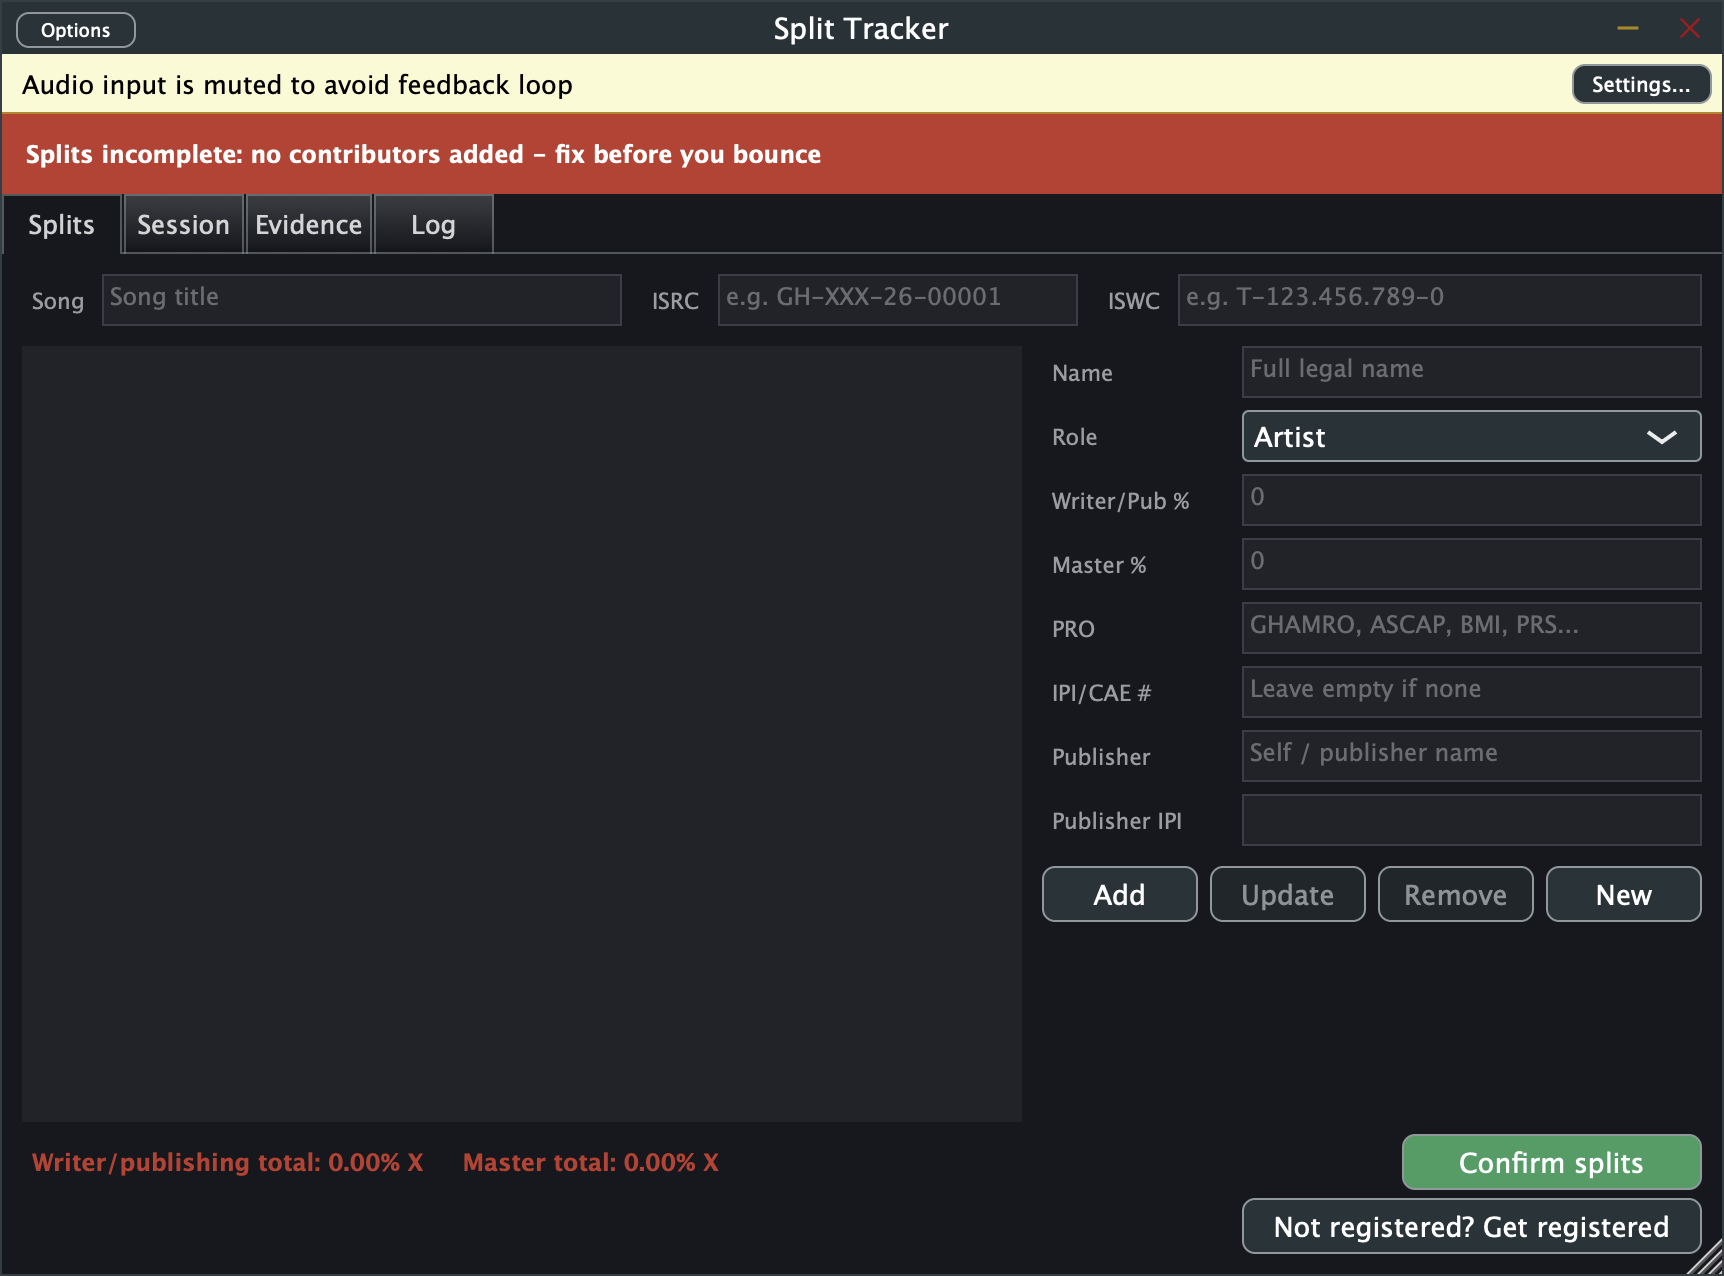 Options
Split Tracker
Audio input is muted to avoid feedback loop
Settings...
Splits incomplete: no contributors added – fix before you bounce
Splits
Session
Evidence
Log
Song
Song title
ISRC
e.g. GH-XXX-26-00001
ISWC
e.g. T-123.456.789-0
Name
Full legal name
Role
Artist
Writer/Pub %
0
Master %
0
PRO
GHAMRO, ASCAP, BMI, PRS...
IPI/CAE #
Leave empty if none
Publisher
Self / publisher name
Publisher IPI
Add
Update
Remove
New
Writer/publishing total: 0.00% X
Master total: 0.00% X
Confirm splits
Not registered? Get registered